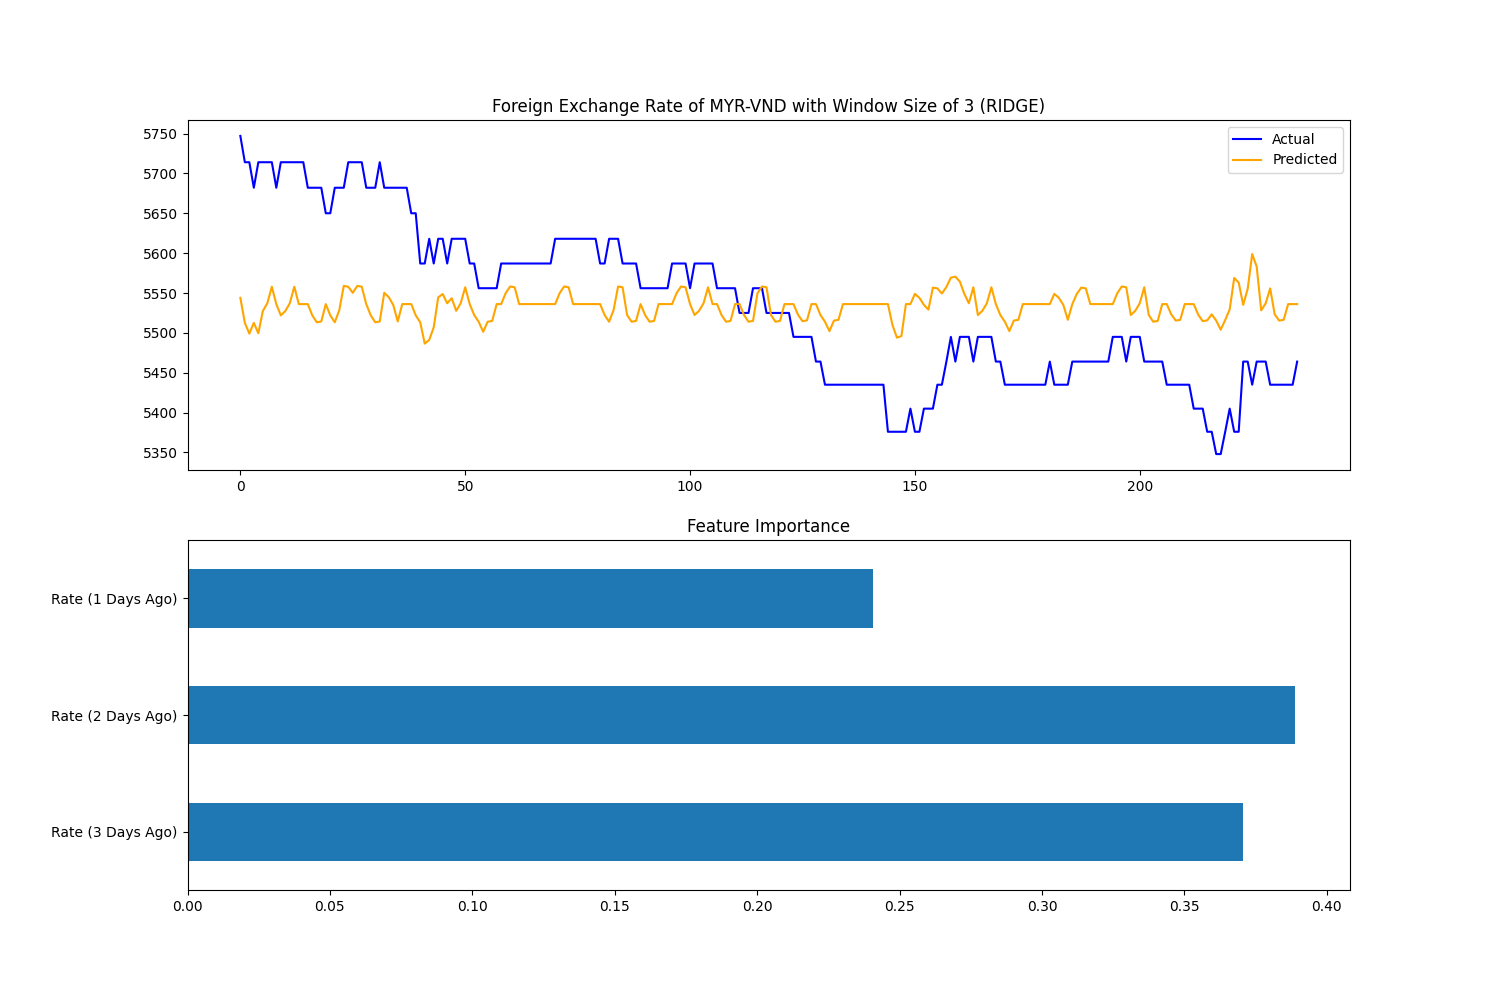 Foreign Exchange Rate of MYR-VND with Window Size of 3 (RIDGE)
Actual
Predicted
5750
5700
5650
5600
5550
5500
5450
5400
5350
0 50 100 150 200
Feature Importance
Rate (1 Days Ago)
Rate (2 Days Ago)
Rate (3 Days Ago)
0.00 0.05 0.10 0.15 0.20 0.25 0.30 0.35 0.40